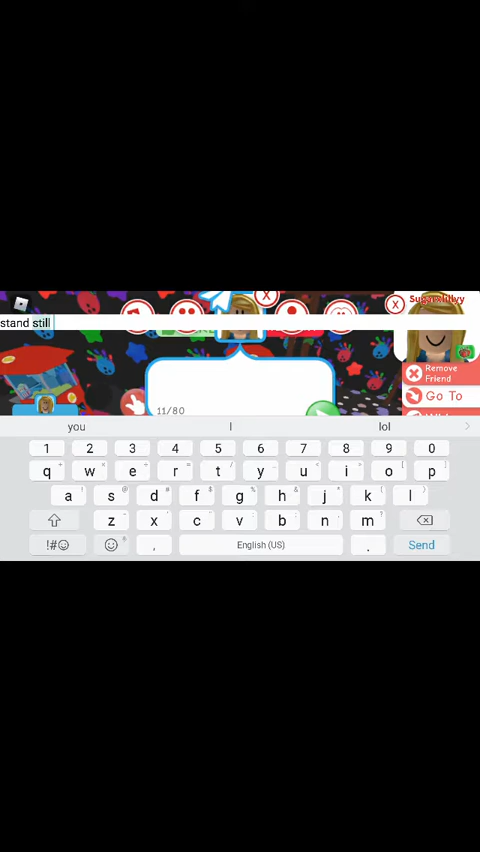 Sugarxlillyy
stand still
Remove
Friend
Go To
11/80
you I lol
1 2 3 4 5 6 7 8 9 0
q w e r t y u i o p
a s d f g h j k l
z x c v b n m
!#☺ , English (US) . Send